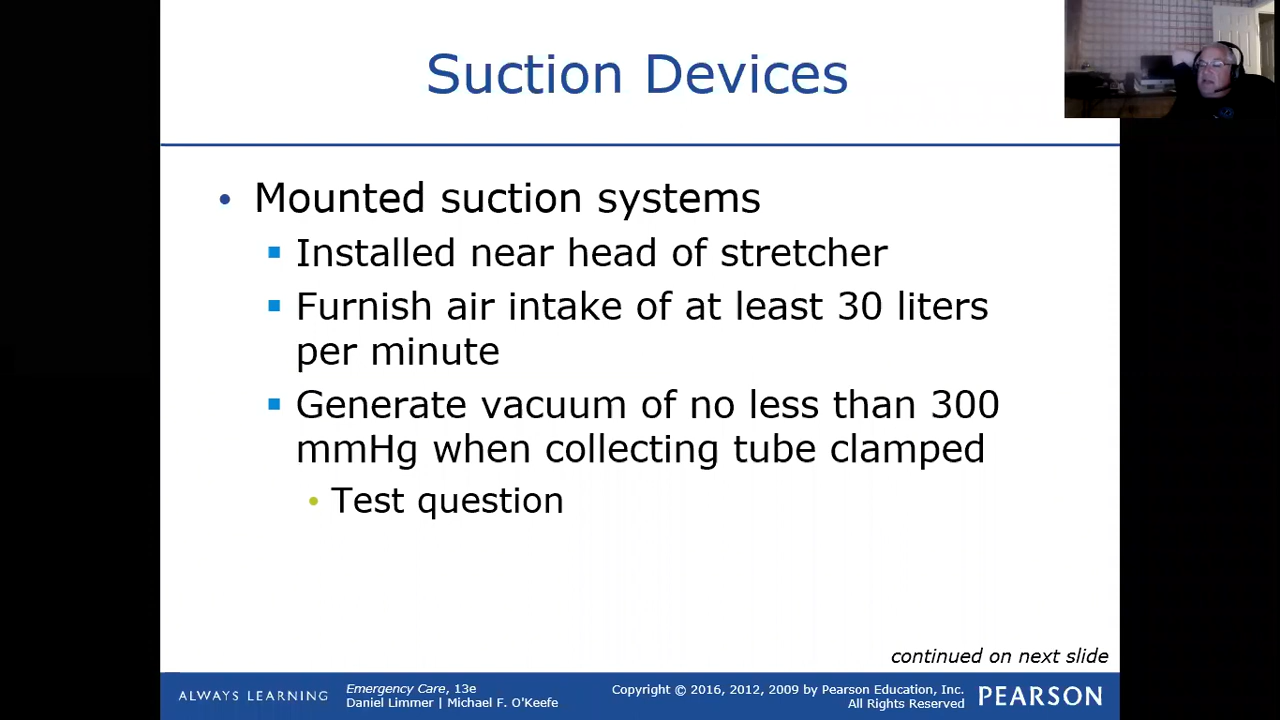 Suction Devices
Mounted suction systems
Installed near head of stretcher
Furnish air intake of at least 30 liters
per minute
Generate vacuum of no less than 300
mmHg when collecting tube clamped
Test question
continued on next slide
ALWAYS LEARNING
Emergency Care, 13e
Daniel Limmer | Michael F. O'Keefe
Copyright © 2016, 2012, 2009 by Pearson Education, Inc.
All Rights Reserved
PEARSON